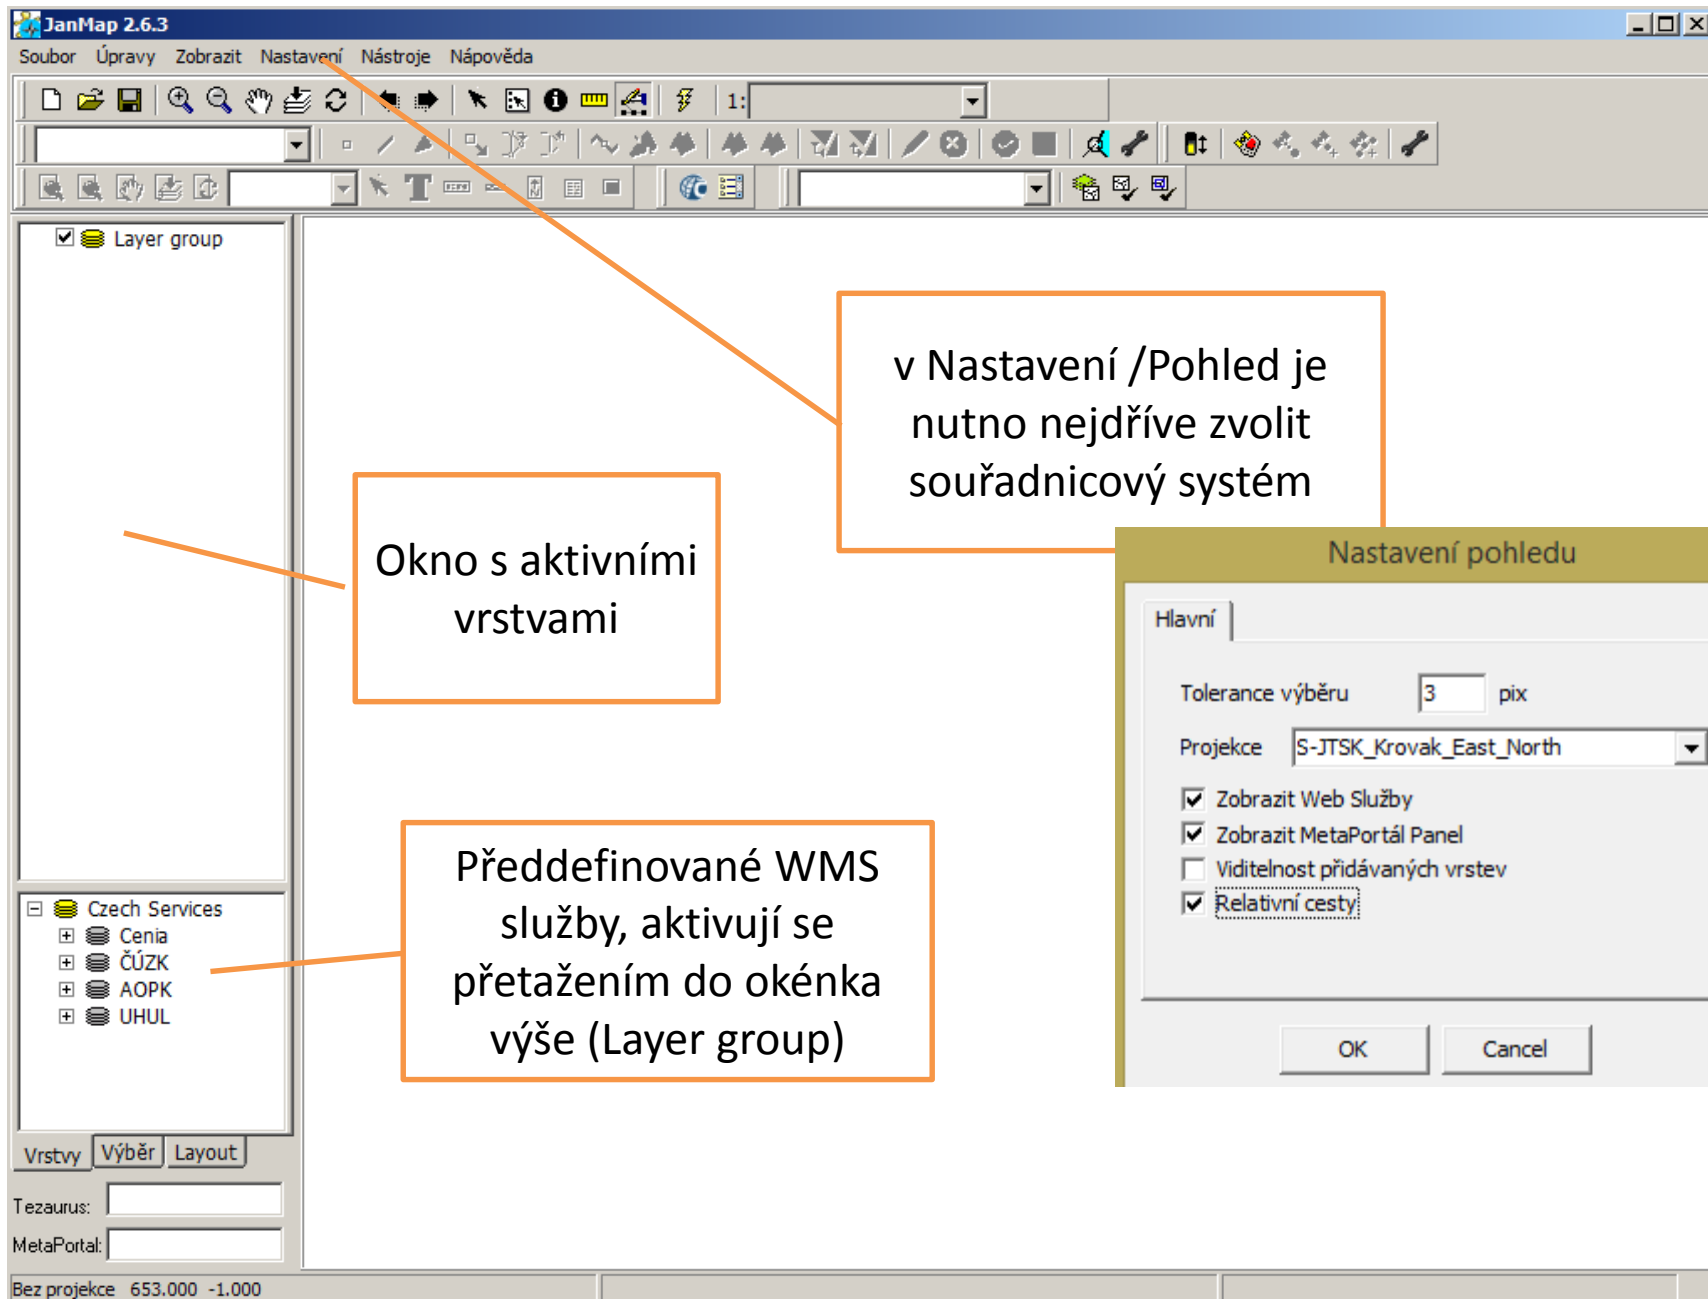 JanMap 2.6.3
Soubor Úpravy Zobrazit Nastavení Nástroje Nápověda
1:
Layer group
v Nastavení /Pohled je
nutno nejdříve zvolit
souřadnicový systém
Okno s aktivními
vrstvami
Nastavení pohledu
Hlavní
Tolerance výběru 3 pix
Projekce S-JTSK_Krovak_East_North
Zobrazit Web Služby
Zobrazit MetaPortál Panel
Viditelnost přidávaných vrstev
Relativní cesty
OK Cancel
Předdefinované WMS
služby, aktivují se
přetažením do okénka
výše (Layer group)
Czech Services
Cenia
ČÚZK
AOPK
UHUL
Vrstvy Výběr Layout
Tezaurus:
MetaPortal:
Bez projekce 653.000 -1.000